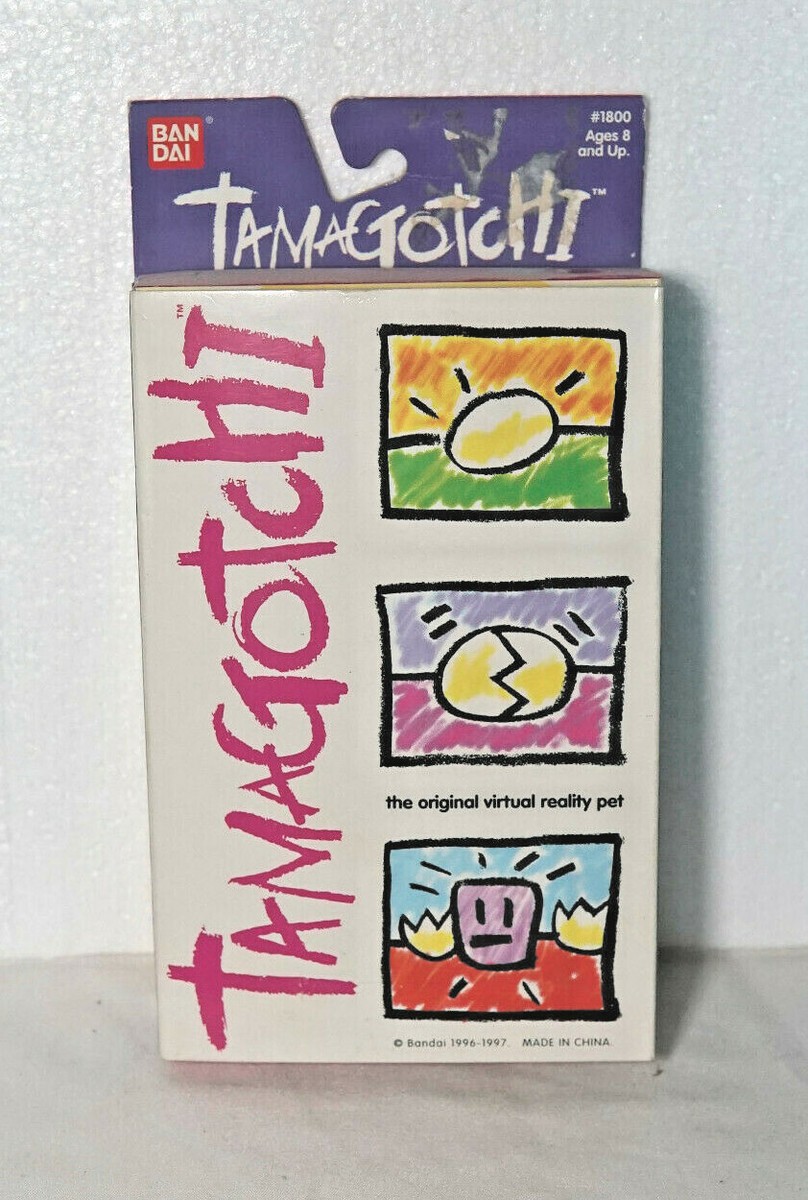 BAN
DAI®
#1800
Ages 8
and Up.
TAMAGOTCHI™
TAMAGOTCHI™
the original virtual reality pet
© Bandai 1996-1997. MADE IN CHINA.